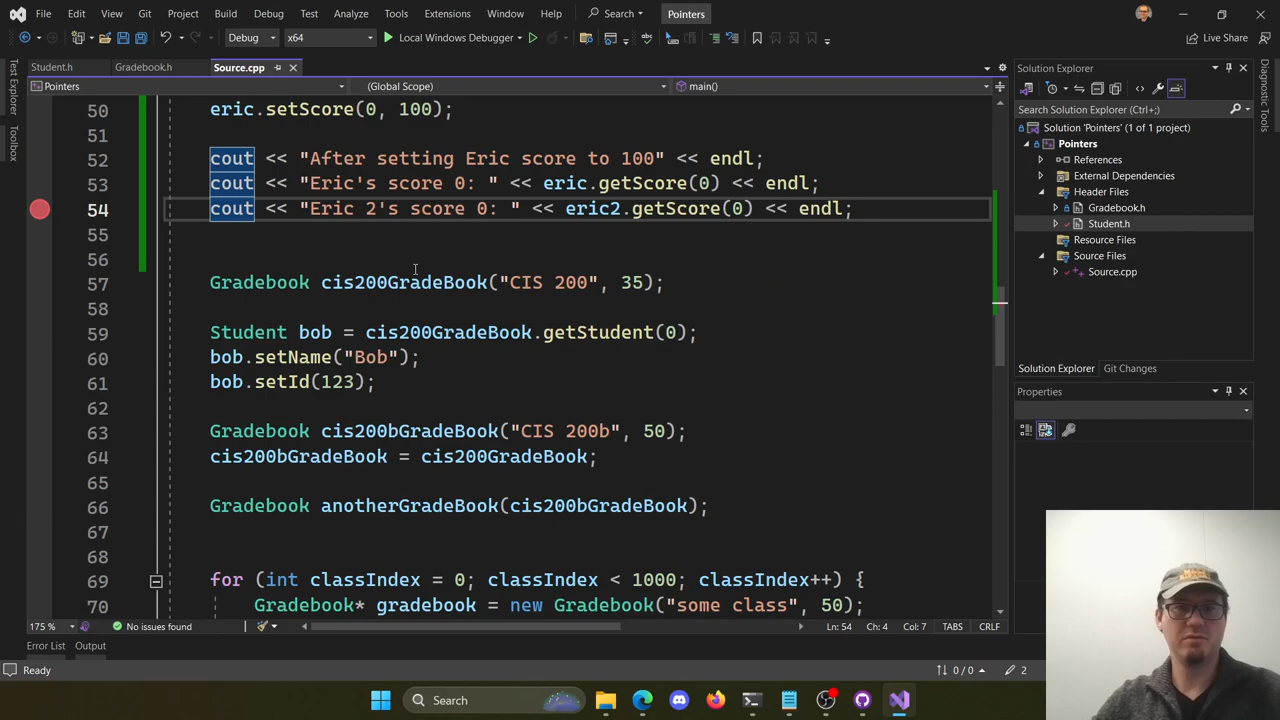 File Edit View Git Project Build Debug Test Analyze Tools Extensions Window Help Search Pointers
Debug x64 Local Windows Debugger Live Share
Student.h Gradebook.h Source.cpp
Pointers (Global Scope) main()
Test Explorer
Toolbox
50 eric.setScore(0, 100);
51
52 cout << "After setting Eric score to 100" << endl;
53 cout << "Eric's score 0: " << eric.getScore(0) << endl;
54 cout << "Eric 2's score 0: " << eric2.getScore(0) << endl;
55
56
57 Gradebook cis200GradeBook("CIS 200", 35);
58
59 Student bob = cis200GradeBook.getStudent(0);
60 bob.setName("Bob");
61 bob.setId(123);
62
63 Gradebook cis200bGradeBook("CIS 200b", 50);
64 cis200bGradeBook = cis200GradeBook;
65
66 Gradebook anotherGradeBook(cis200bGradeBook);
67
68
69 for (int classIndex = 0; classIndex < 1000; classIndex++) {
70 Gradebook* gradebook = new Gradebook("some class", 50);
175 % No issues found Ln: 54 Ch: 4 Col: 7 TABS CRLF
Error List Output
Ready 0 / 0 2
Solution Explorer
Search Solution Explorer (Ctrl+;)
Solution 'Pointers' (1 of 1 project)
Pointers
References
External Dependencies
Header Files
Gradebook.h
Student.h
Resource Files
Source Files
Source.cpp
Solution Explorer Git Changes
Properties
Diagnostic Tools
Search